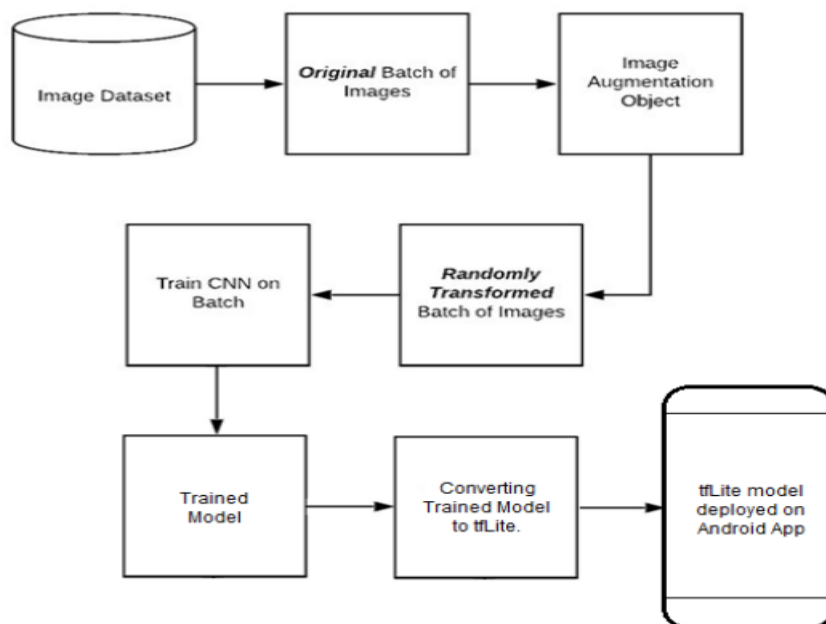 Image Dataset
Original Batch of
Images
Image
Augmentation
Object
Train CNN on
Batch
Randomly
Transformed
Batch of Images
Trained
Model
Converting
Trained Model
to tfLite.
tfLite model
deployed on
Android App